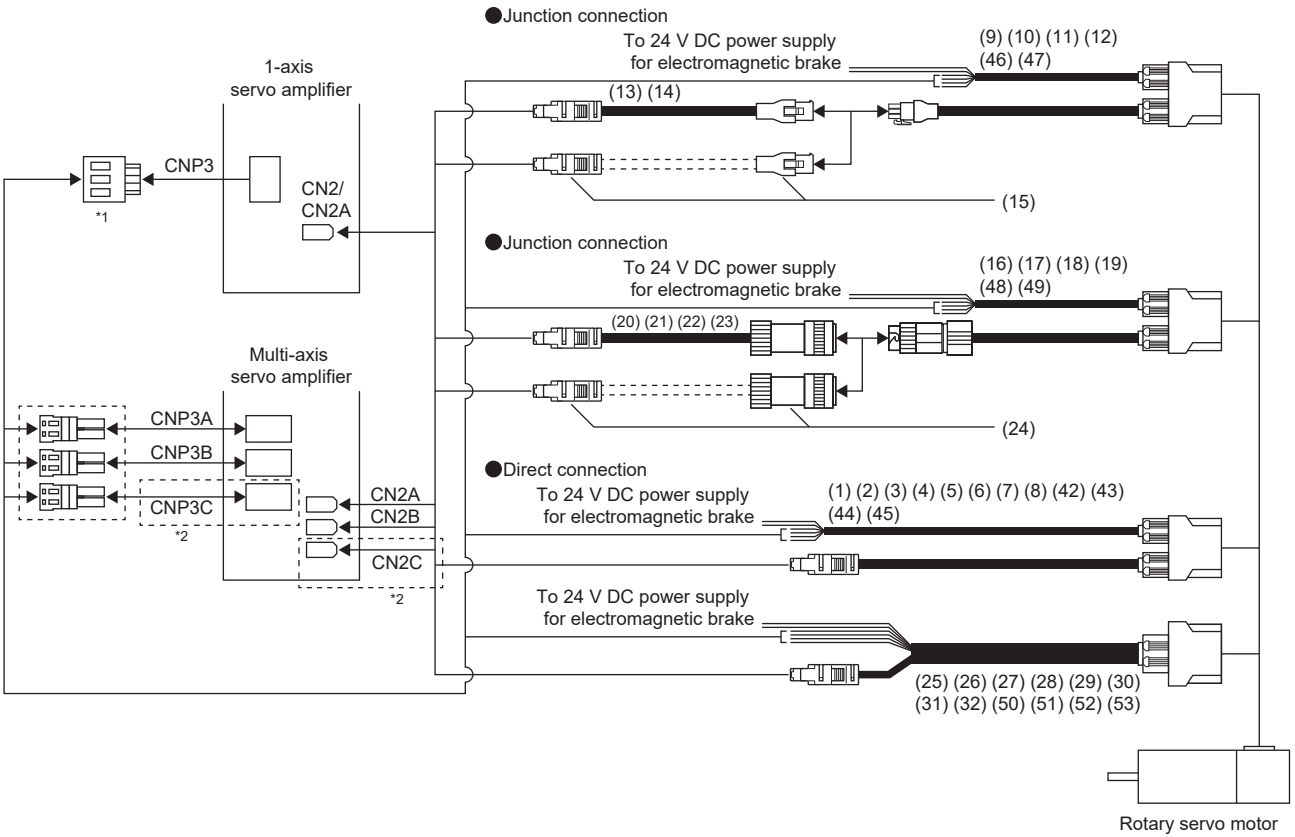 ●Junction connection
To 24 V DC power supply
for electromagnetic brake
(9) (10) (11) (12)
(46) (47)
1-axis
servo amplifier
(13) (14)
CNP3
*1
CN2/
CN2A
(15)
●Junction connection
To 24 V DC power supply
for electromagnetic brake
(16) (17) (18) (19)
(48) (49)
(20) (21) (22) (23)
Multi-axis
servo amplifier
CNP3A
CNP3B
CNP3C
*2
(24)
●Direct connection
To 24 V DC power supply
for electromagnetic brake
(1) (2) (3) (4) (5) (6) (7) (8) (42) (43)
(44) (45)
CN2A
CN2B
CN2C
*2
To 24 V DC power supply
for electromagnetic brake
(25) (26) (27) (28) (29) (30)
(31) (32) (50) (51) (52) (53)
Rotary servo motor